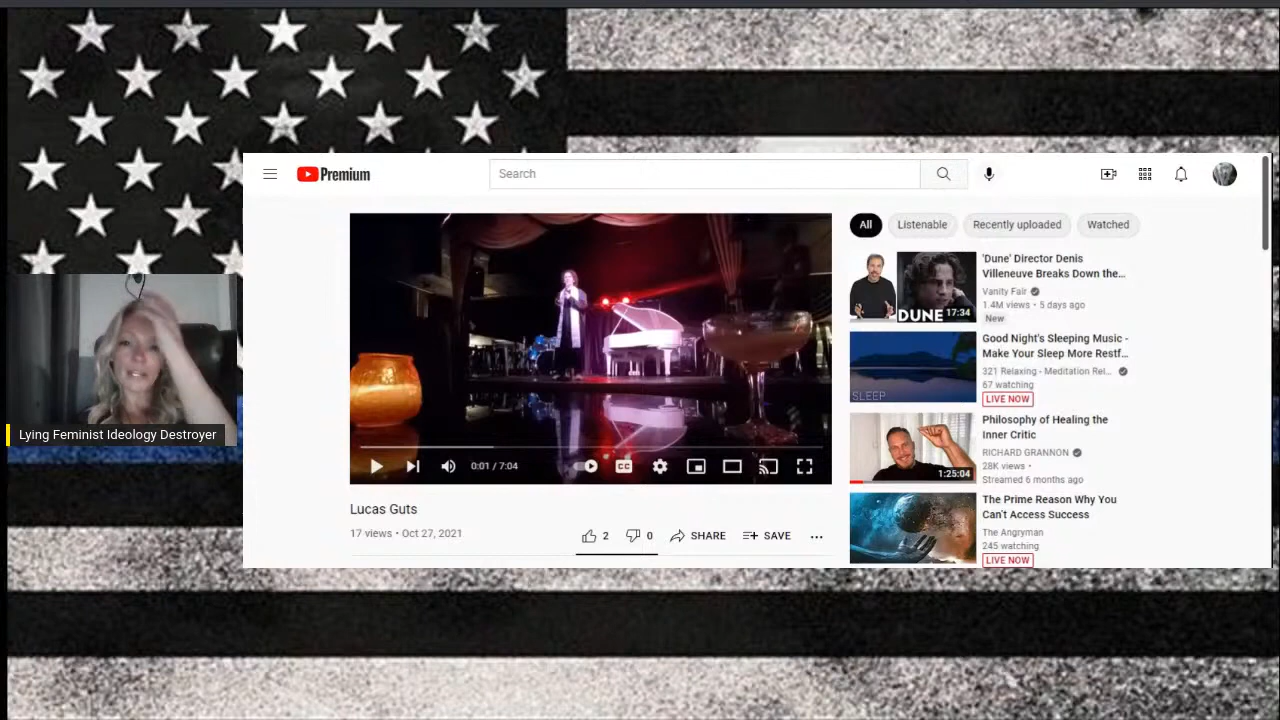 Premium
Search
All
Listenable
Recently uploaded
Watched
'Dune' Director Denis
Villeneuve Breaks Down the...
Vanity Fair
1.4M views • 5 days ago
New
DUNE
17:34
Good Night's Sleeping Music -
Make Your Sleep More Restf...
321 Relaxing - Meditation Rel...
67 watching
LIVE NOW
SLEEP
Philosophy of Healing the
Inner Critic
RICHARD GRANNON
28K views •
Streamed 6 months ago
1:25:04
The Prime Reason Why You
Can't Access Success
The Angryman
245 watching
LIVE NOW
Lying Feminist Ideology Destroyer
0:01 / 7:04
CC
Lucas Guts
17 views • Oct 27, 2021
2
0
SHARE
SAVE